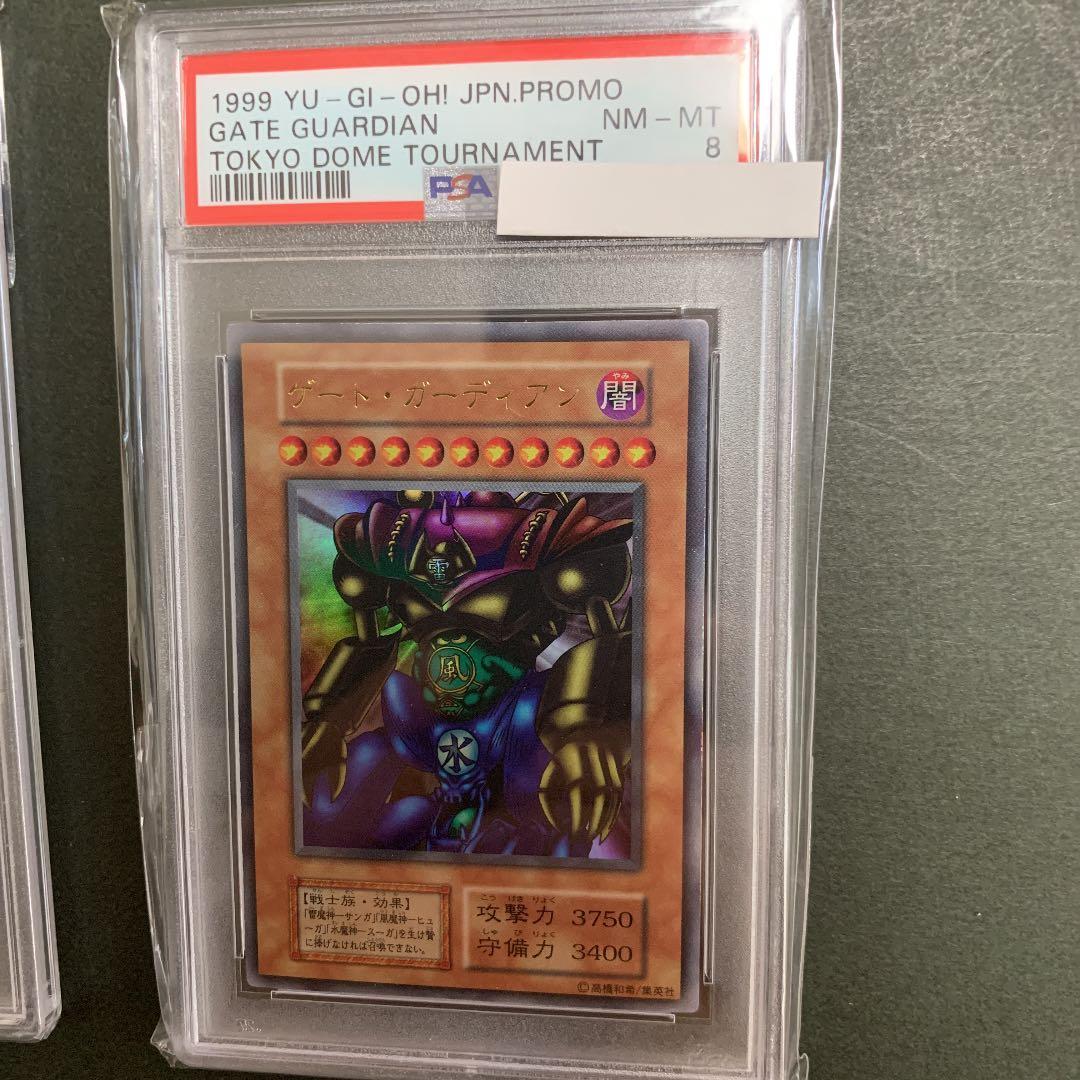 1999 YU-GI-OH! JPN.PROMO
GATE GUARDIAN NM - MT
TOKYO DOME TOURNAMENT 8
PSA
ゲート・ガーディアン
やみ
闇
雷
風
水
【戦士族・効果】
「雷魔神－サンガ」「風魔神－ヒュ
ーガ」「水魔神－スーガ」を生け贄
に捧げなければ召喚できない。
こうげきりょく
攻撃力 3750
しゅびりょく
守備力 3400
©高橋和希/集英社